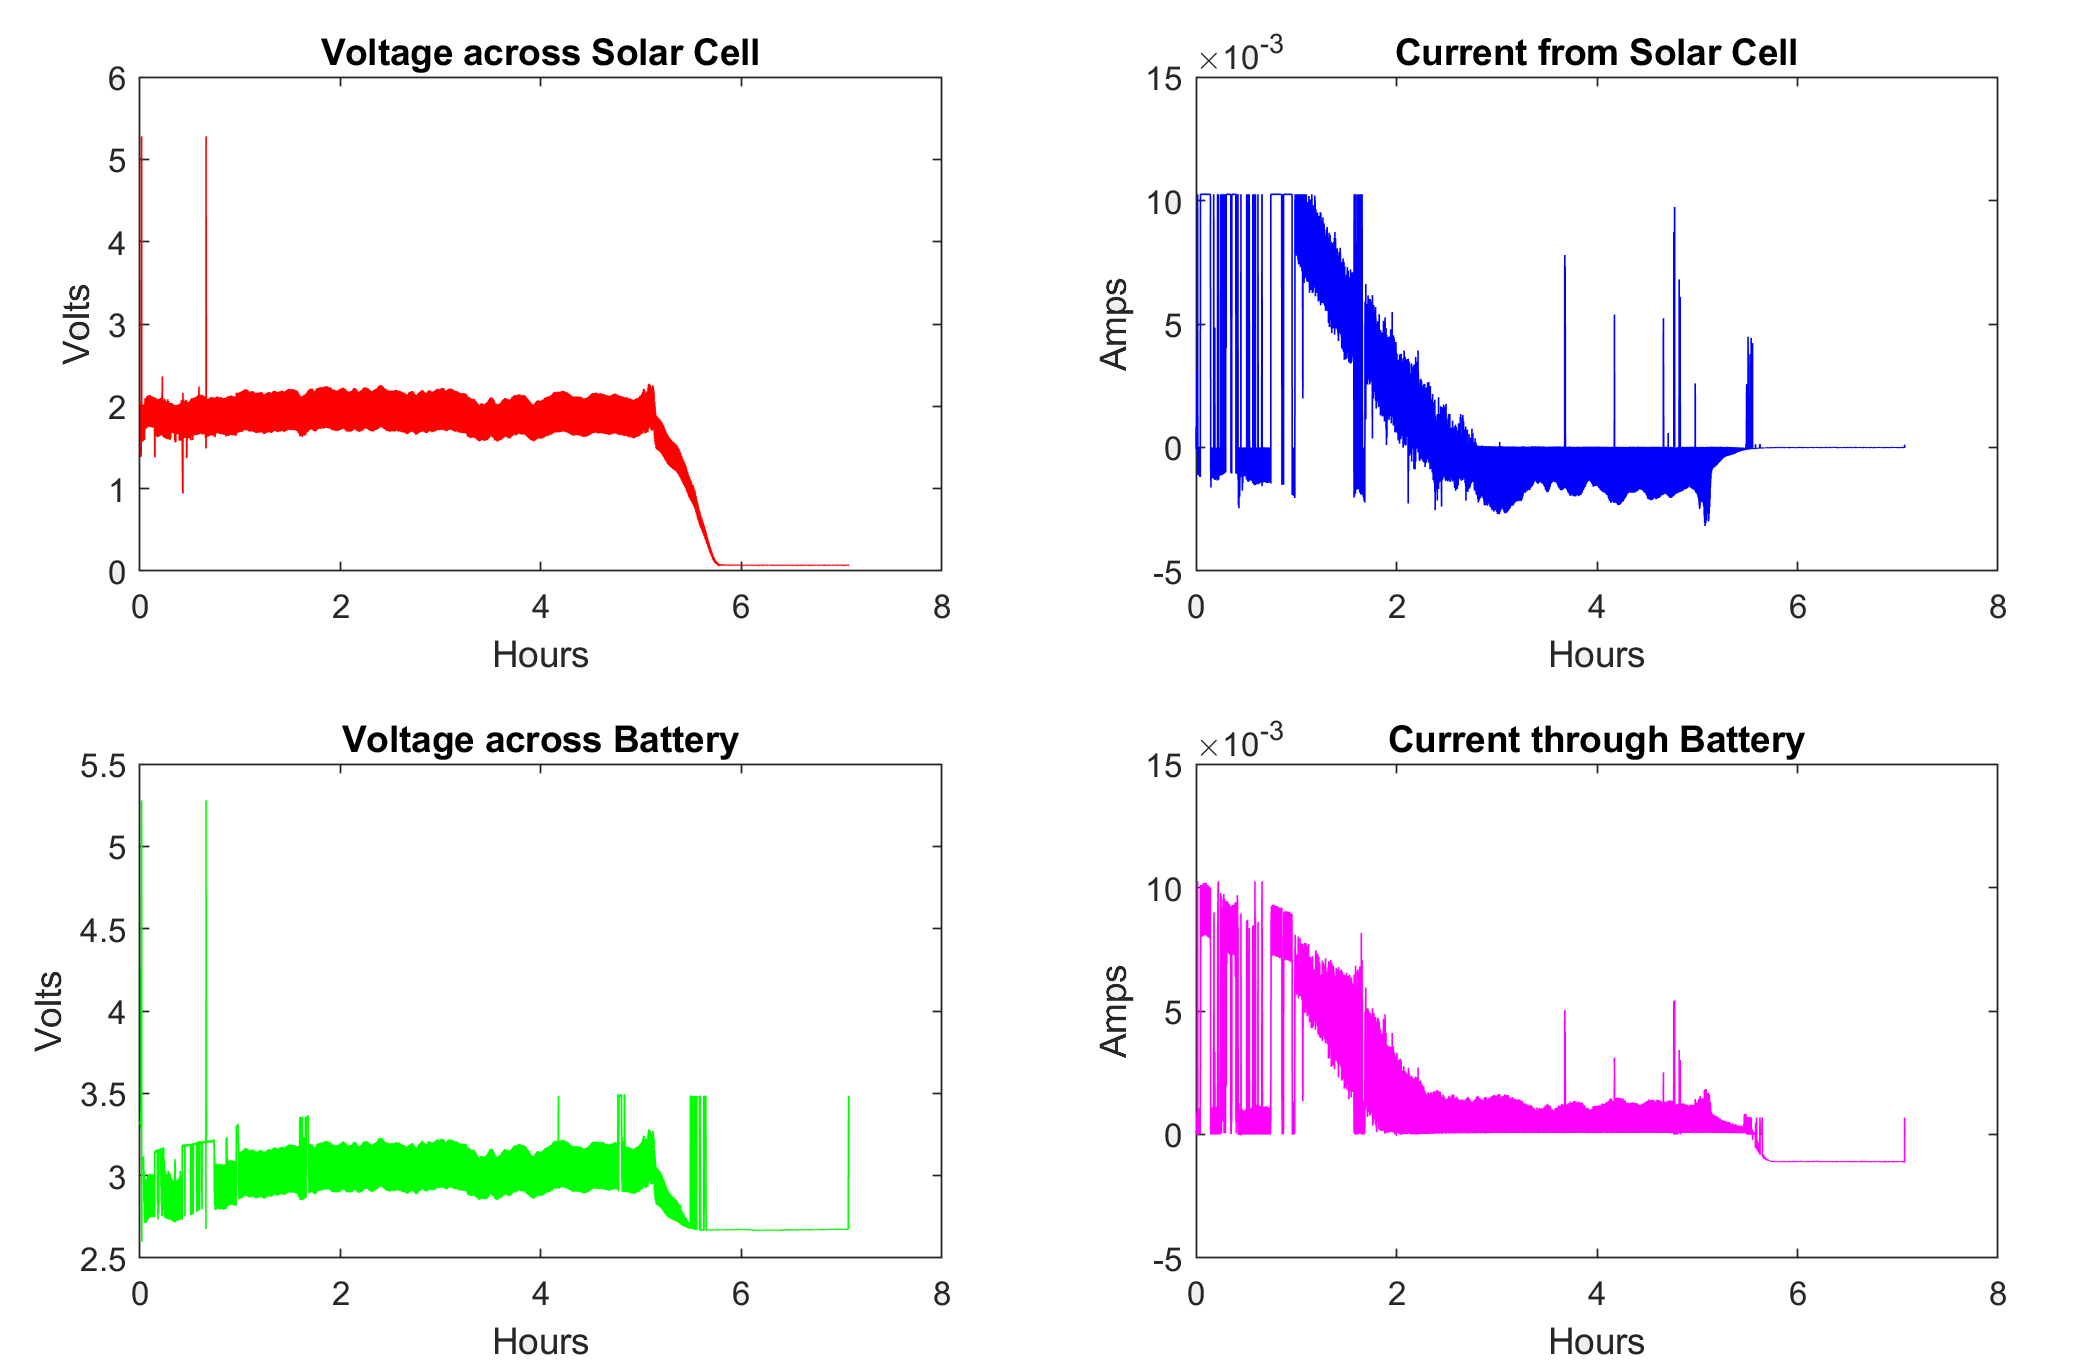 Voltage across Solar Cell
6
5
4
3
2
1
0
Volts
0 2 4 6 8
Hours
Current from Solar Cell
×10-3
15
10
5
0
-5
Amps
0 2 4 6 8
Hours
Voltage across Battery
5.5
5
4.5
4
3.5
3
2.5
Volts
0 2 4 6 8
Hours
Current through Battery
×10-3
15
10
5
0
-5
Amps
0 2 4 6 8
Hours